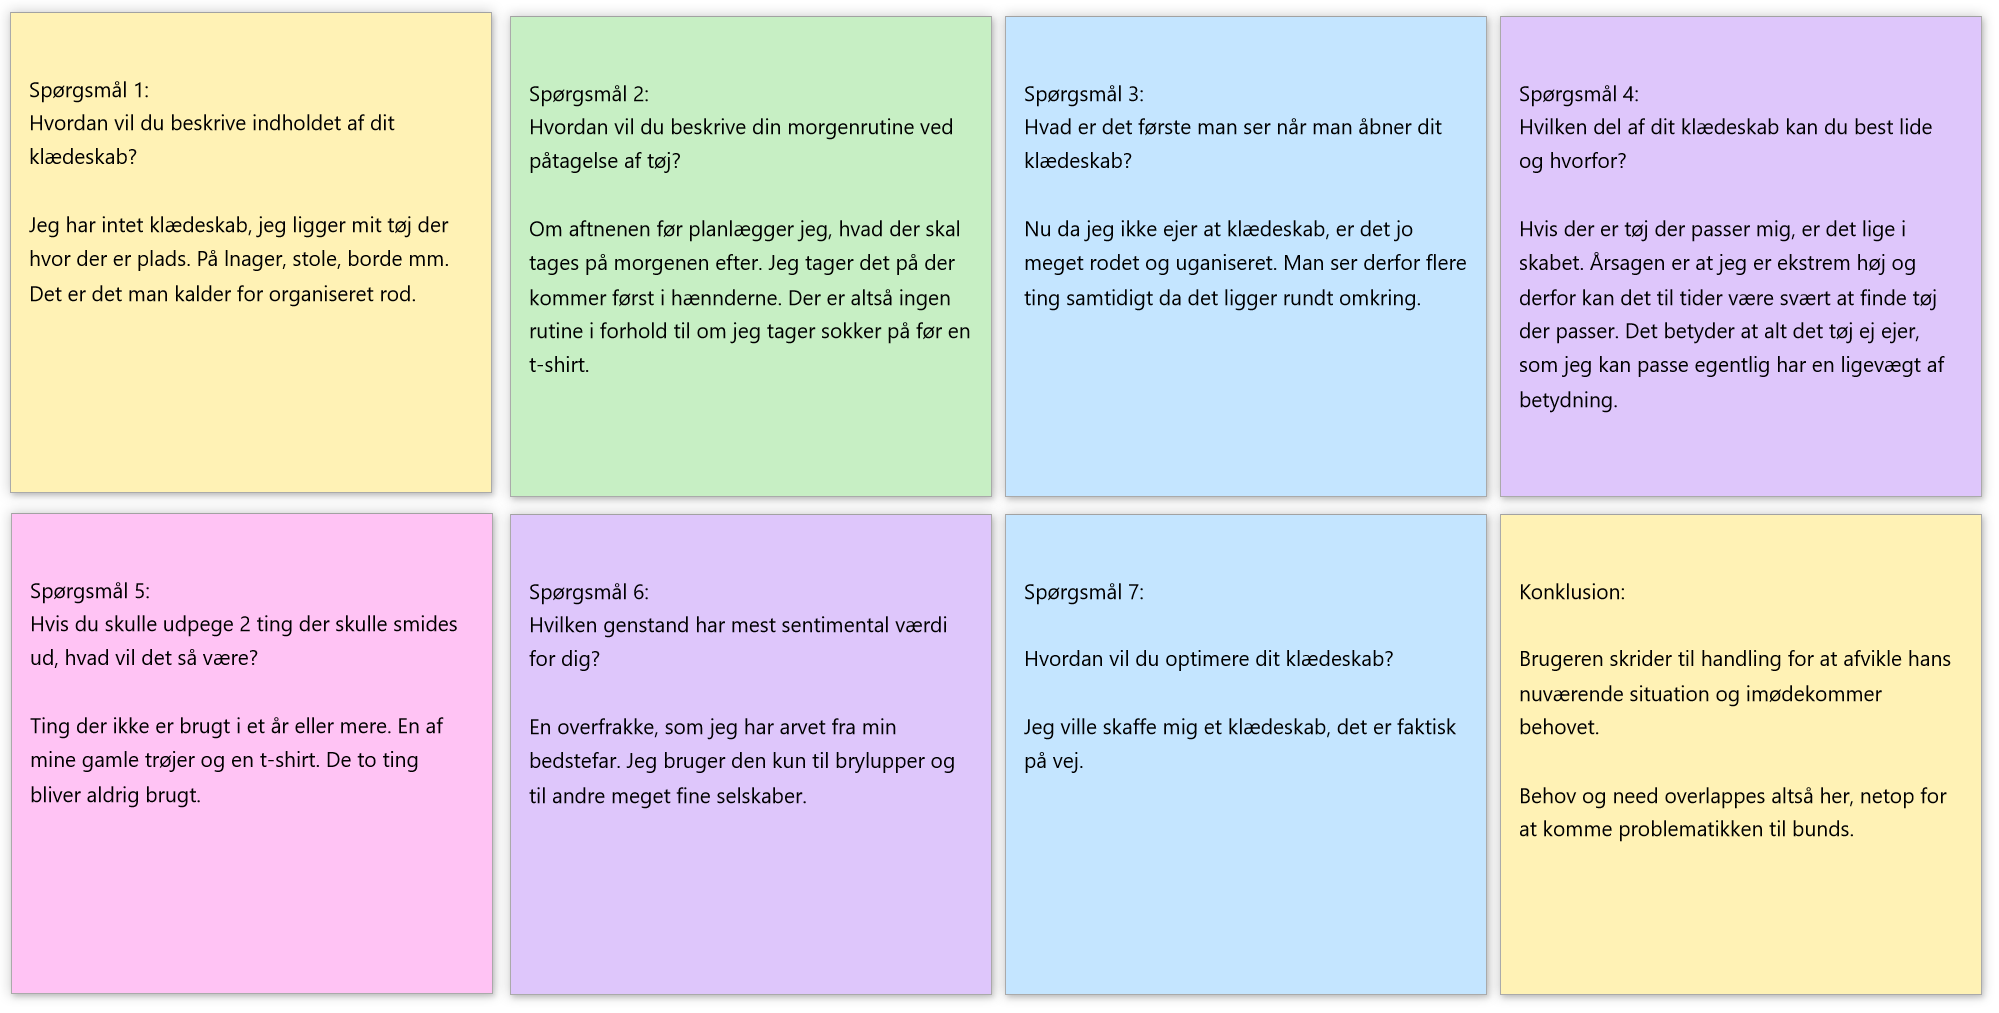 Spørgsmål 1:
Hvordan vil du beskrive indholdet af dit
klædeskab?
Jeg har intet klædeskab, jeg ligger mit tøj der
hvor der er plads. På lnager, stole, borde mm.
Det er det man kalder for organiseret rod.
Spørgsmål 2:
Hvordan vil du beskrive din morgenrutine ved
påtagelse af tøj?
Om aftnenen før planlægger jeg, hvad der skal
tages på morgenen efter. Jeg tager det på der
kommer først i hænnderne. Der er altså ingen
rutine i forhold til om jeg tager sokker på før en
t-shirt.
Spørgsmål 3:
Hvad er det første man ser når man åbner dit
klædeskab?
Nu da jeg ikke ejer at klædeskab, er det jo
meget rodet og uganiseret. Man ser derfor flere
ting samtidigt da det ligger rundt omkring.
Spørgsmål 4:
Hvilken del af dit klædeskab kan du best lide
og hvorfor?
Hvis der er tøj der passer mig, er det lige i
skabet. Årsagen er at jeg er ekstrem høj og
derfor kan det til tider være svært at finde tøj
der passer. Det betyder at alt det tøj ej ejer,
som jeg kan passe egentlig har en ligevægt af
betydning.
Spørgsmål 5:
Hvis du skulle udpege 2 ting der skulle smides
ud, hvad vil det så være?
Ting der ikke er brugt i et år eller mere. En af
mine gamle trøjer og en t-shirt. De to ting
bliver aldrig brugt.
Spørgsmål 6:
Hvilken genstand har mest sentimental værdi
for dig?
En overfrakke, som jeg har arvet fra min
bedstefar. Jeg bruger den kun til brylupper og
til andre meget fine selskaber.
Spørgsmål 7:
Hvordan vil du optimere dit klædeskab?
Jeg ville skaffe mig et klædeskab, det er faktisk
på vej.
Konklusion:
Brugeren skrider til handling for at afvikle hans
nuværende situation og imødekommer
behovet.
Behov og need overlappes altså her, netop for
at komme problematikken til bunds.